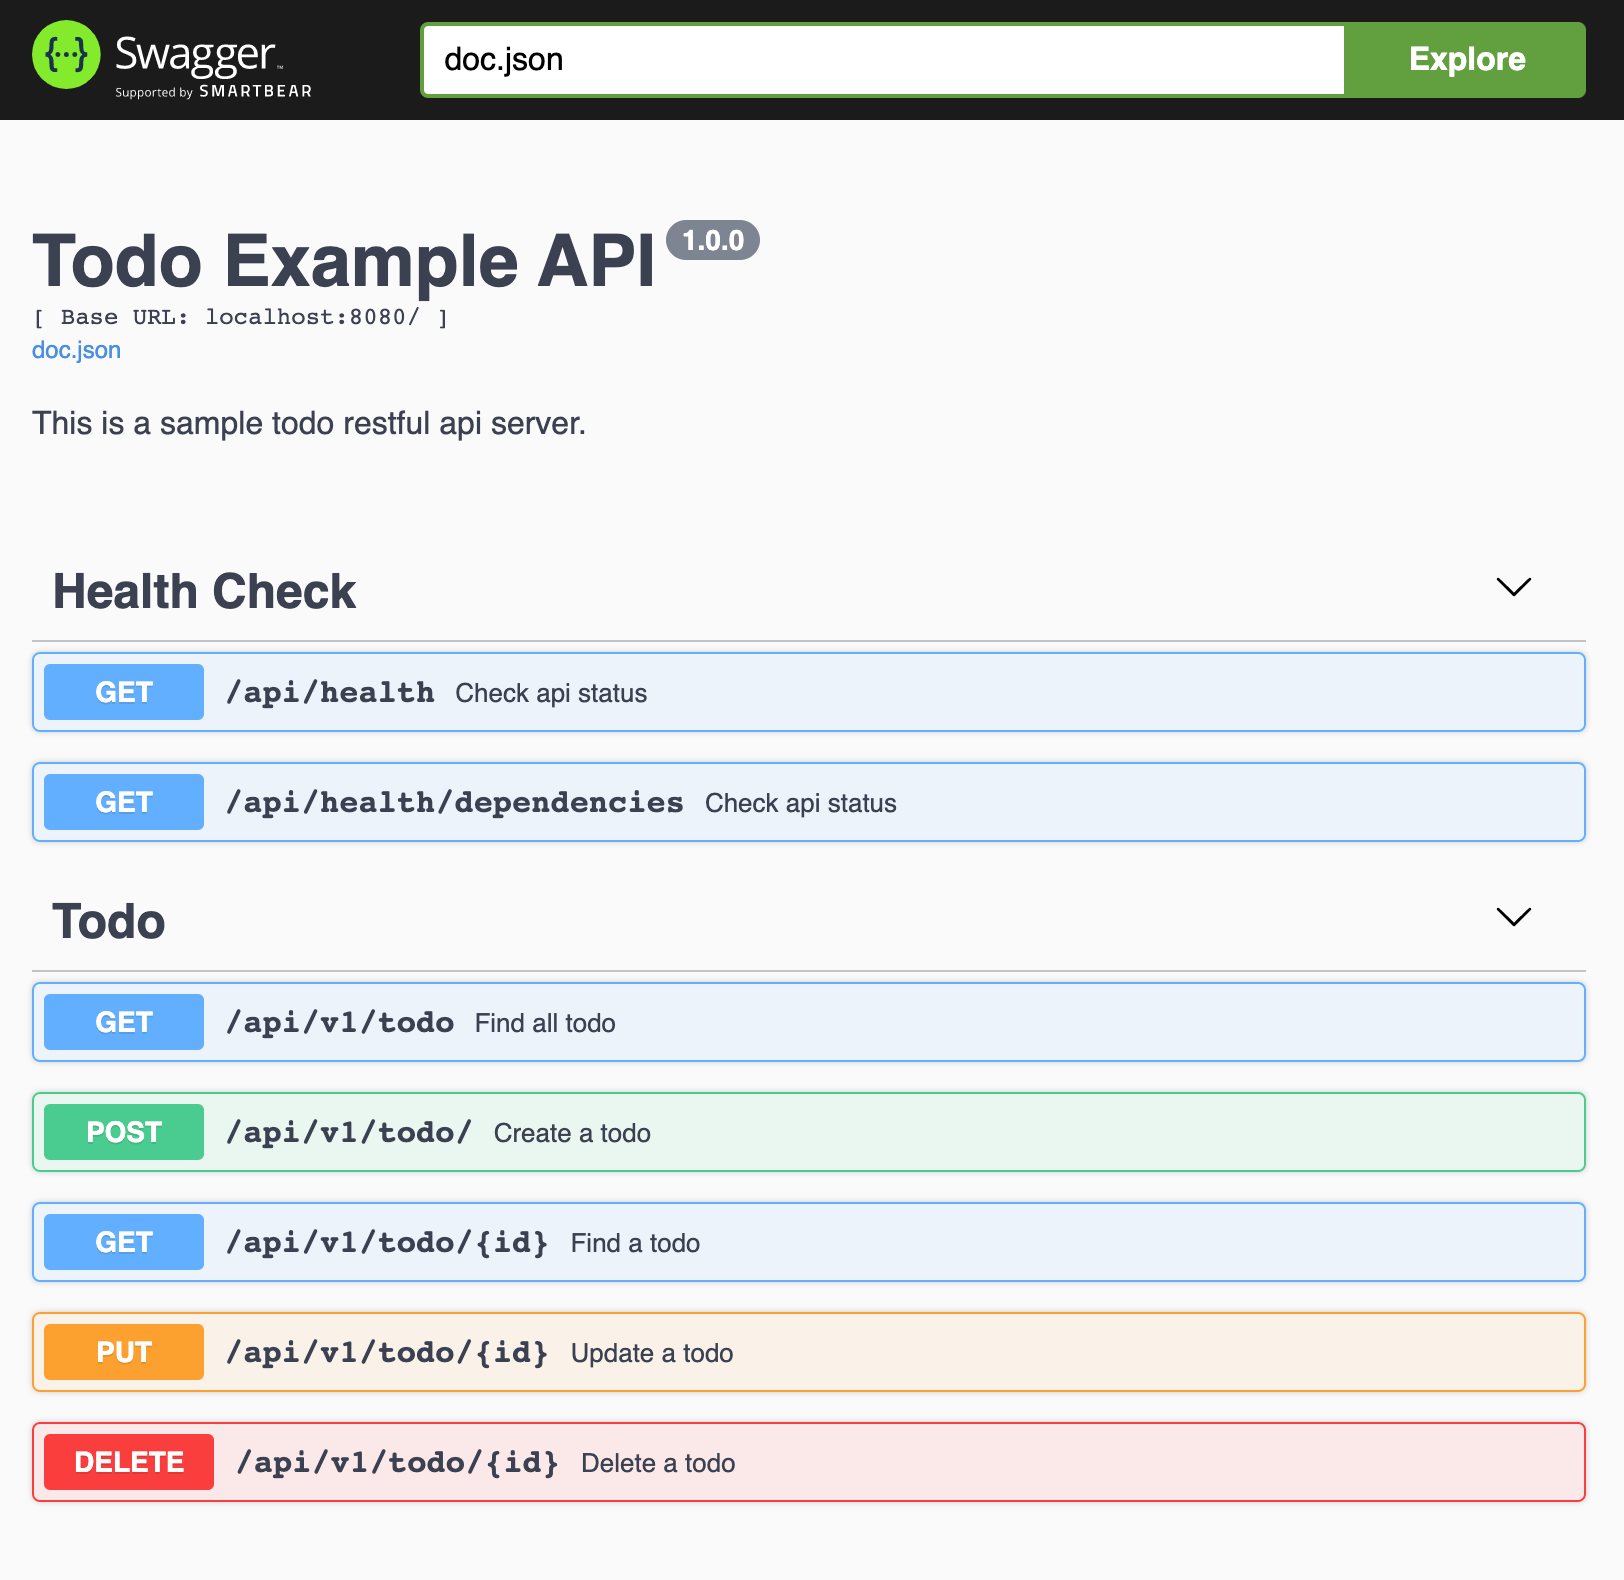 {···} Swagger™
Supported by SMARTBEAR
doc.json
Explore
Todo Example API 1.0.0
[ Base URL: localhost:8080/ ]
doc.json
This is a sample todo restful api server.
Health Check
GET /api/health Check api status
GET /api/health/dependencies Check api status
Todo
GET /api/v1/todo Find all todo
POST /api/v1/todo/ Create a todo
GET /api/v1/todo/{id} Find a todo
PUT /api/v1/todo/{id} Update a todo
DELETE /api/v1/todo/{id} Delete a todo